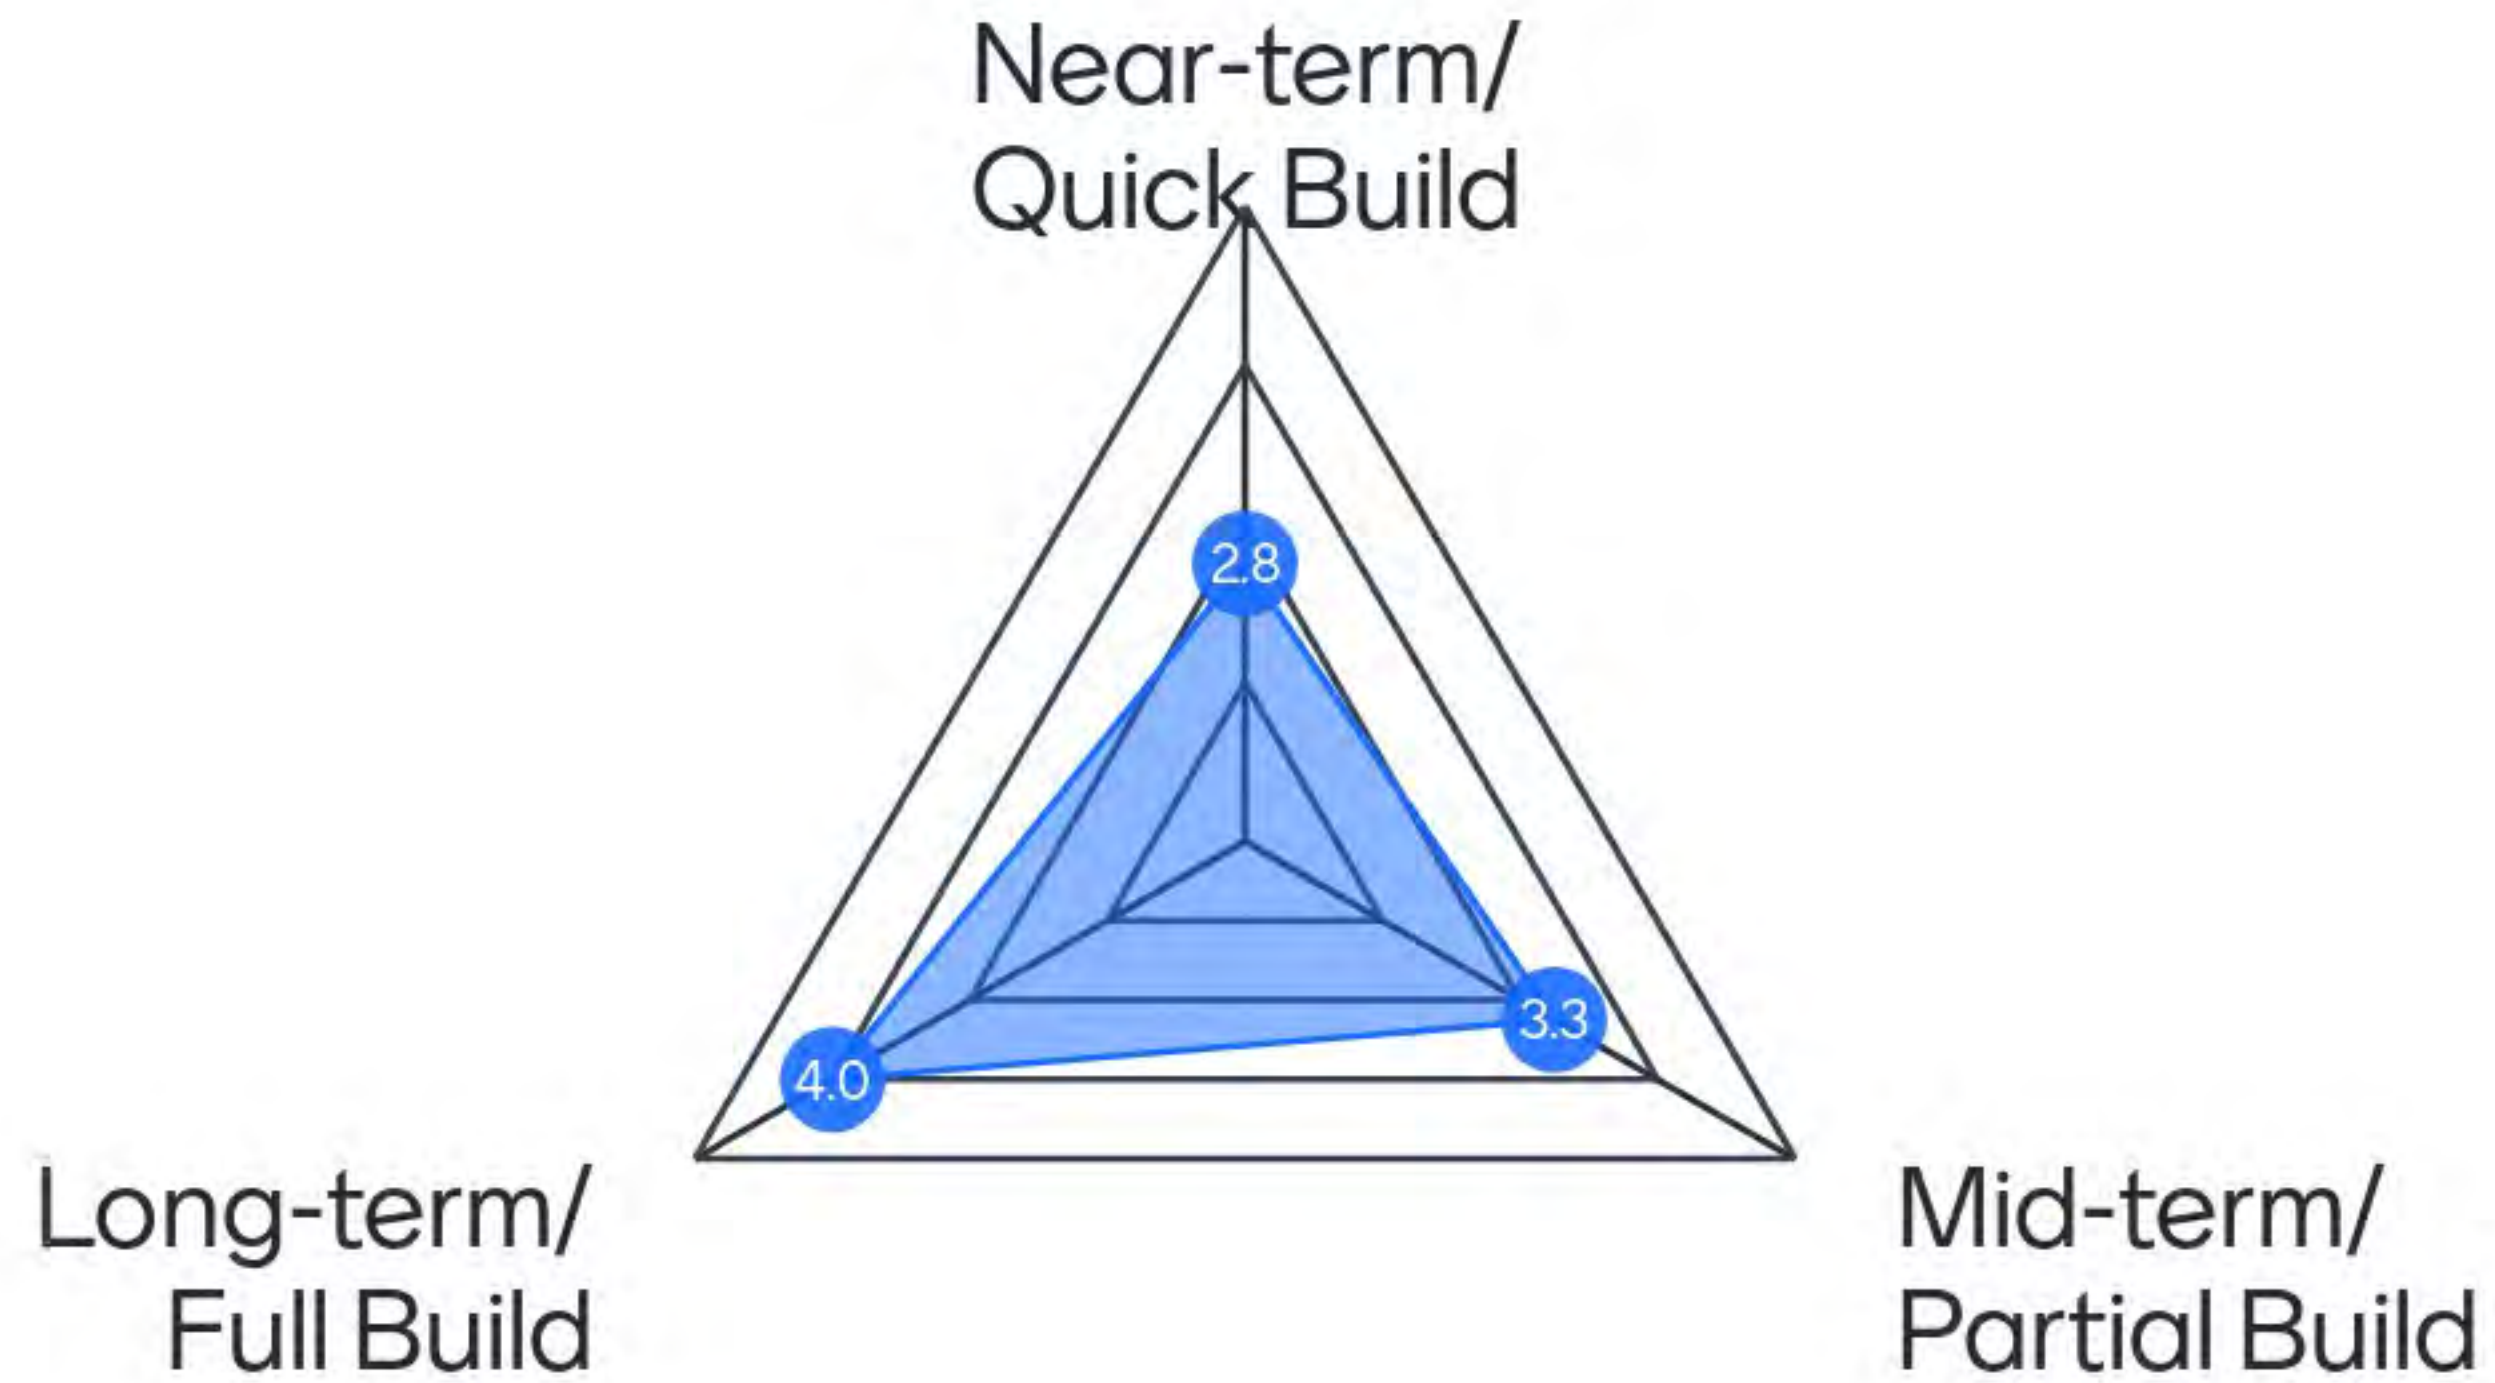 Near-term/
Quick Build
2.8
3.3
4.0
Long-term/
Full Build
Mid-term/
Partial Build